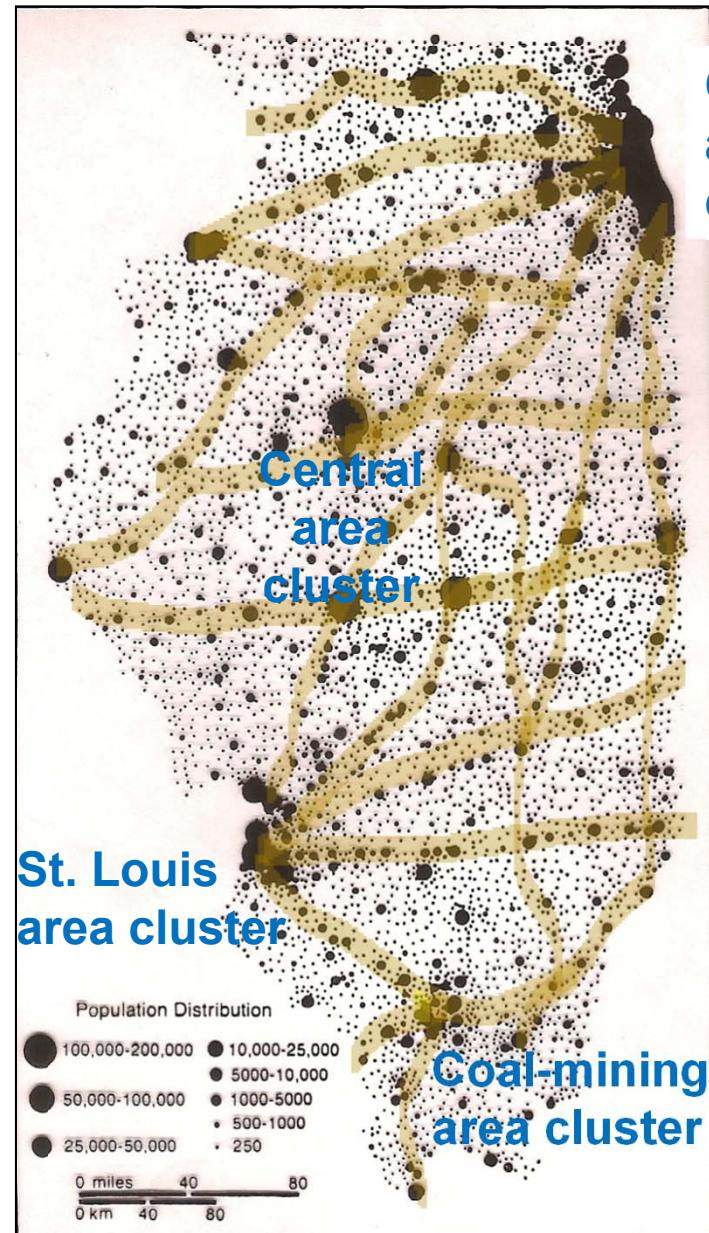 Central
area
cluster
St. Louis
area cluster
Coal-mining
area cluster
Population Distribution
100,000-200,000
50,000-100,000
25,000-50,000
10,000-25,000
5000-10,000
1000-5000
500-1000
250
0 miles 40 80
0 km 40 80